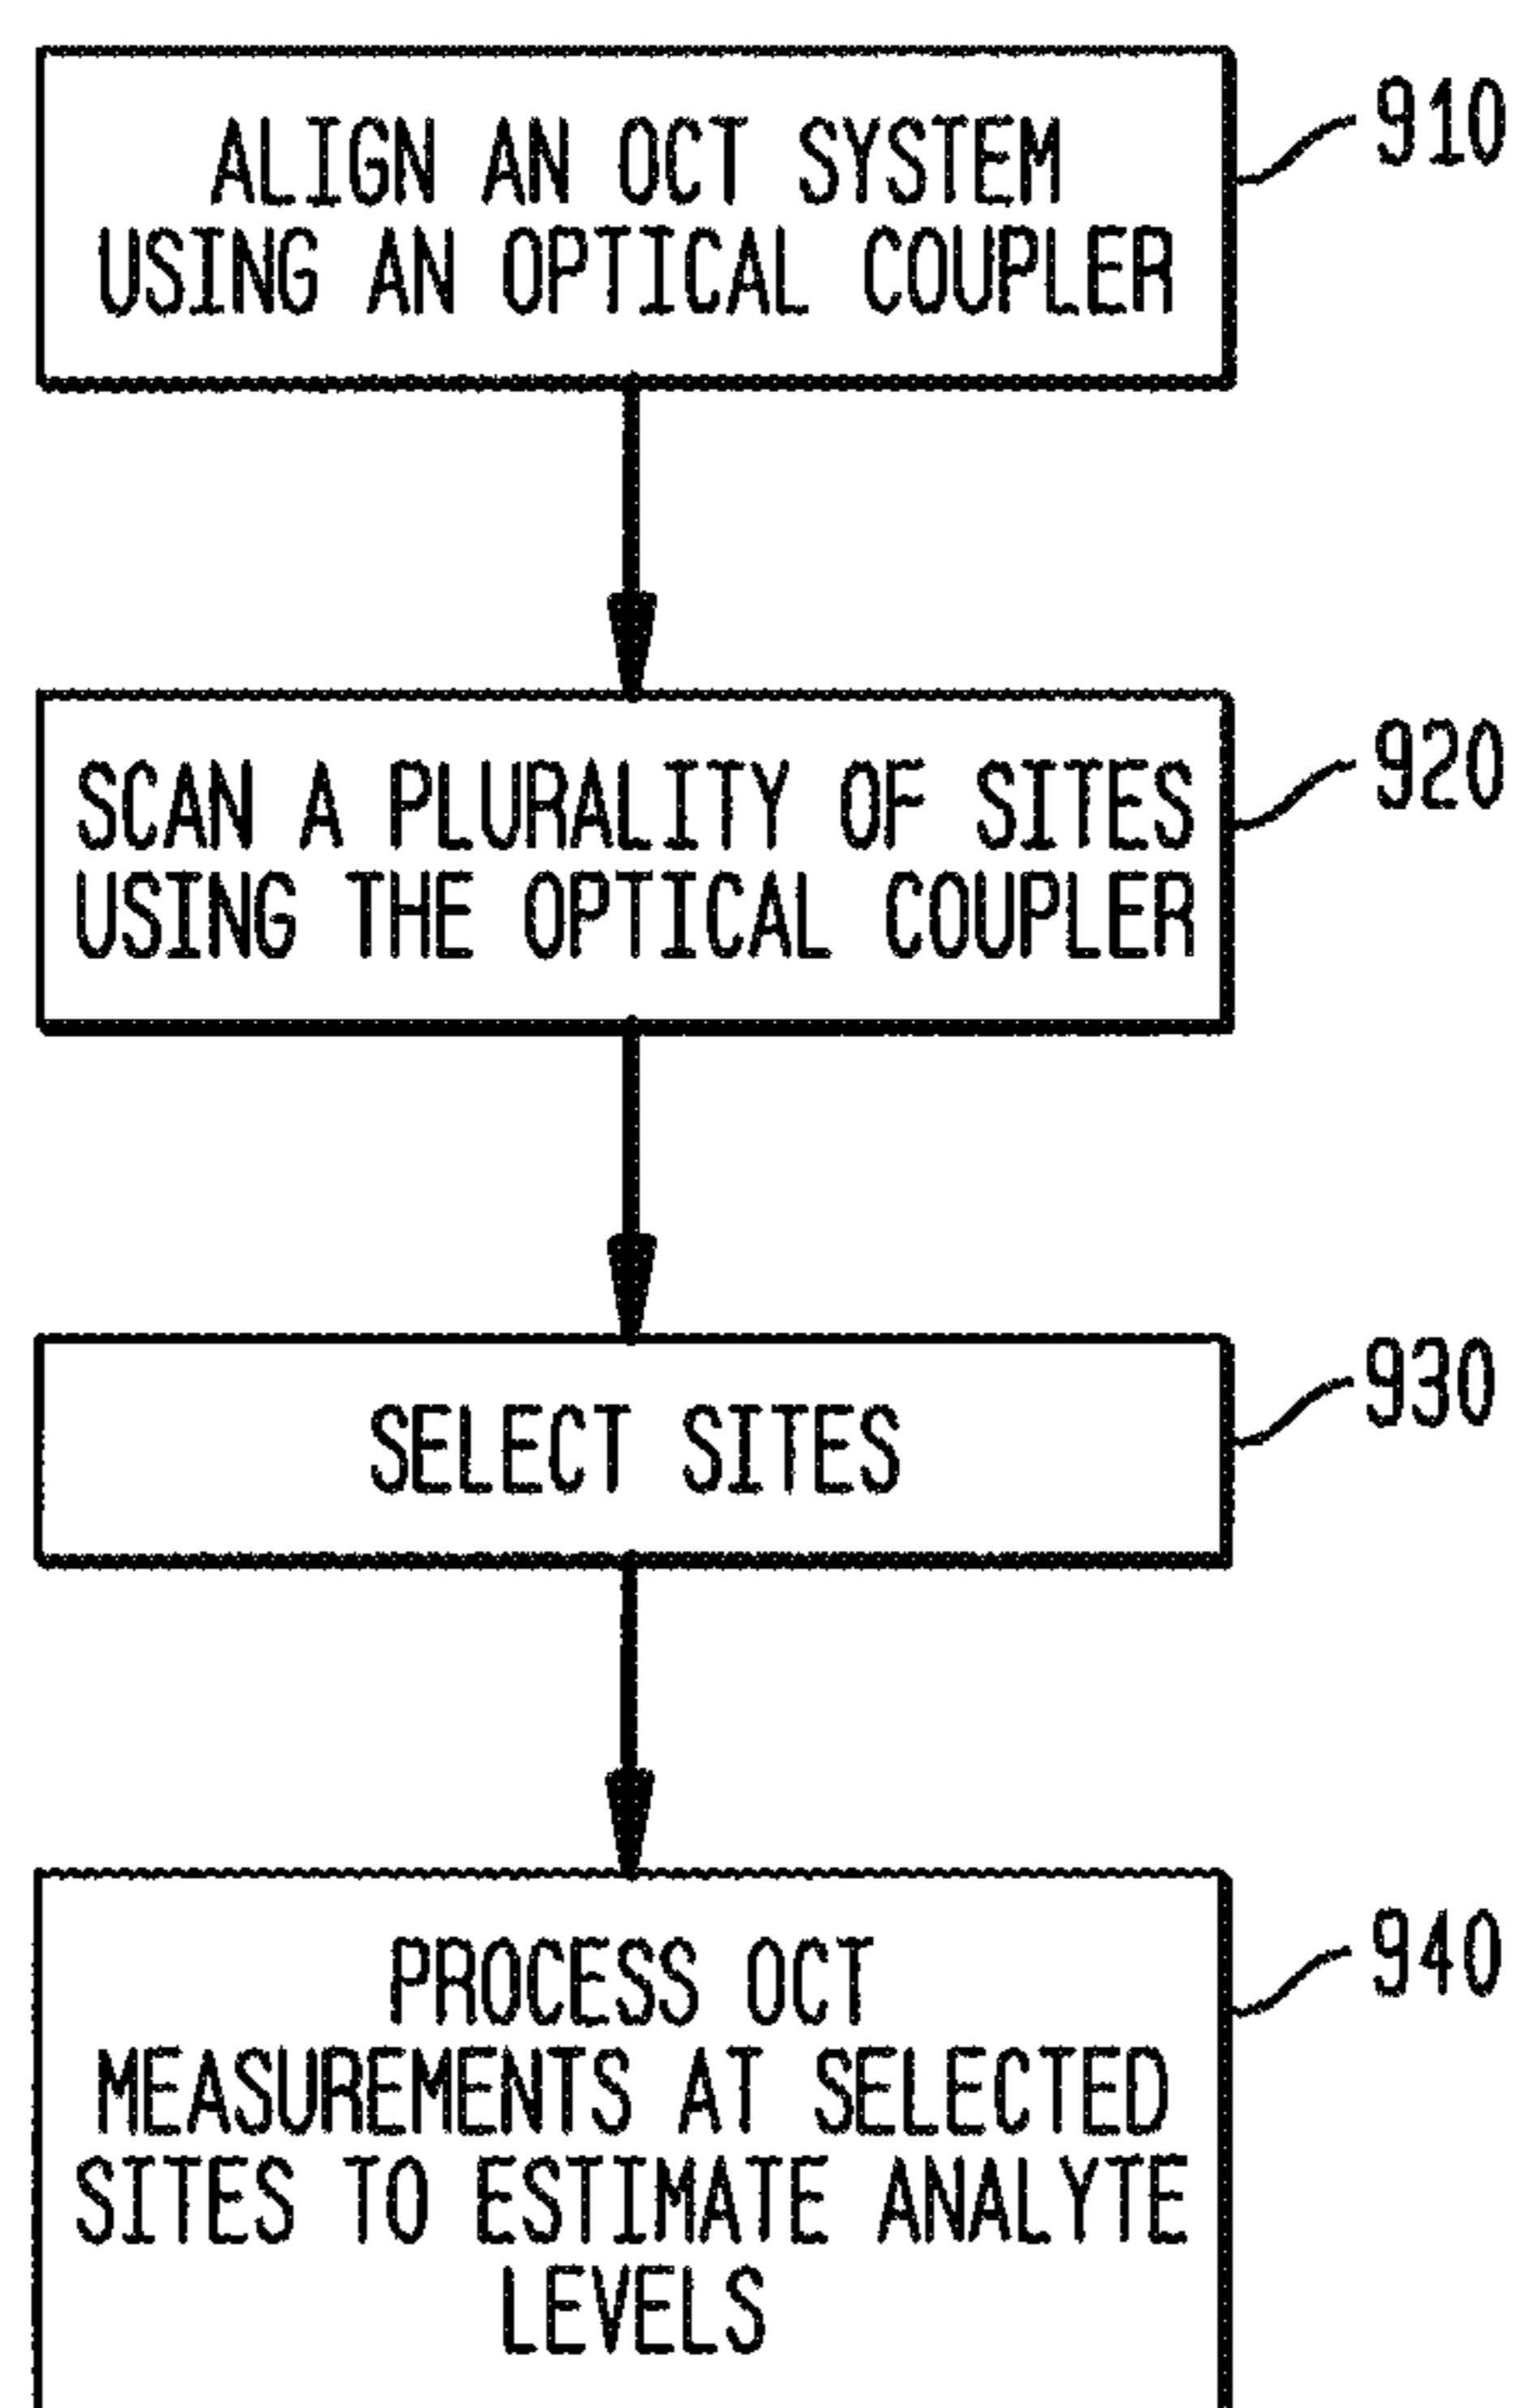 ALIGN AN OCT SYSTEM
USING AN OPTICAL COUPLER
910
SCAN A PLURALITY OF SITES
USING THE OPTICAL COUPLER
920
SELECT SITES
930
PROCESS OCT
MEASUREMENTS AT SELECTED
SITES TO ESTIMATE ANALYTE
LEVELS
940